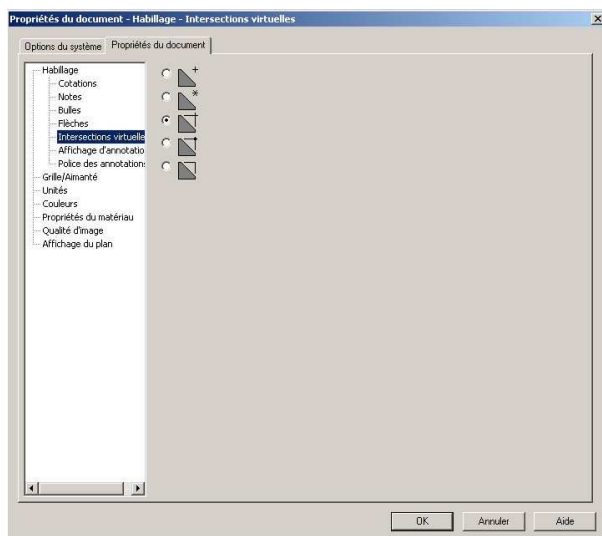 Propriétés du document - Habillage - Intersections virtuelles
Options du système
Propriétés du document
Habillage
Cotations
Notes
Bulles
Flèches
Intersections virtuelle
Affichage d'annotatio
Police des annotation
Grille/Aimanté
Unités
Couleurs
Propriétés du matériau
Qualité d'image
Affichage du plan
OK
Annuler
Aide